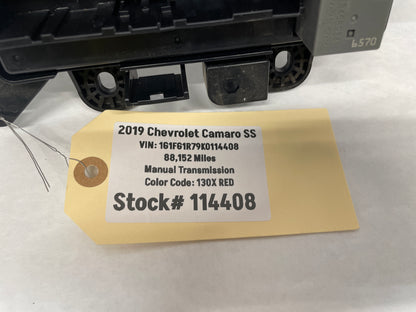 6570
2019 Chevrolet Camaro SS
VIN: 1G1FG1R79K0114408
88,152 Miles
Manual Transmission
Color Code: 130X RED
Stock# 114408